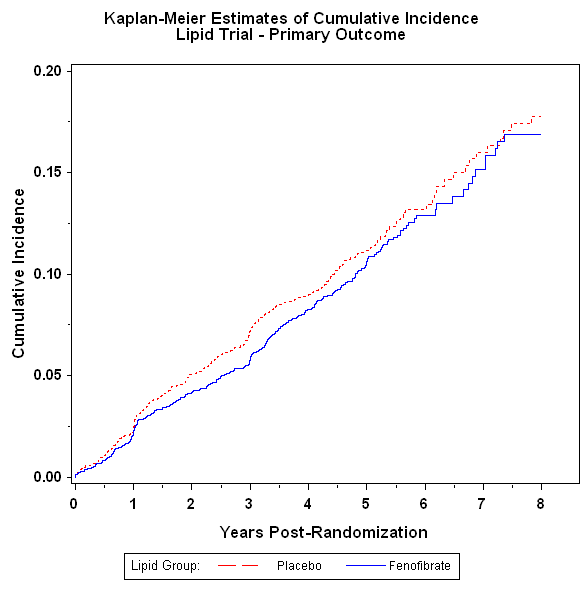 Kaplan-Meier Estimates of Cumulative Incidence
Lipid Trial - Primary Outcome
0.20
0.15
0.10
0.05
0.00
Cumulative Incidence
0 1 2 3 4 5 6 7 8
Years Post-Randomization
Lipid Group: Placebo Fenofibrate